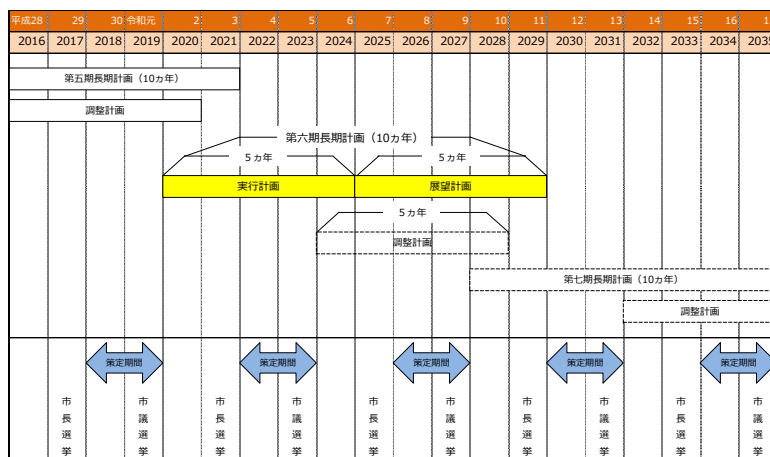 平成28 29 30 令和元 2 3 4 5 6 7 8 9 10 11 12 13 14 15 16 1
2016 2017 2018 2019 2020 2021 2022 2023 2024 2025 2026 2027 2028 2029 2030 2031 2032 2033 2034 2035
第五期長期計画（10ヵ年）
調整計画
第六期長期計画（10ヵ年）
5ヵ年 5ヵ年
実行計画 展望計画
5ヵ年
調整計画
第七期長期計画（10ヵ年）
調整計画
策定期間 策定期間 策定期間 策定期間 策定期間
市長選挙 市議選挙 市長選挙 市議選挙 市長選挙 市議選挙 市長選挙 市議選挙 市長選挙 市議選挙